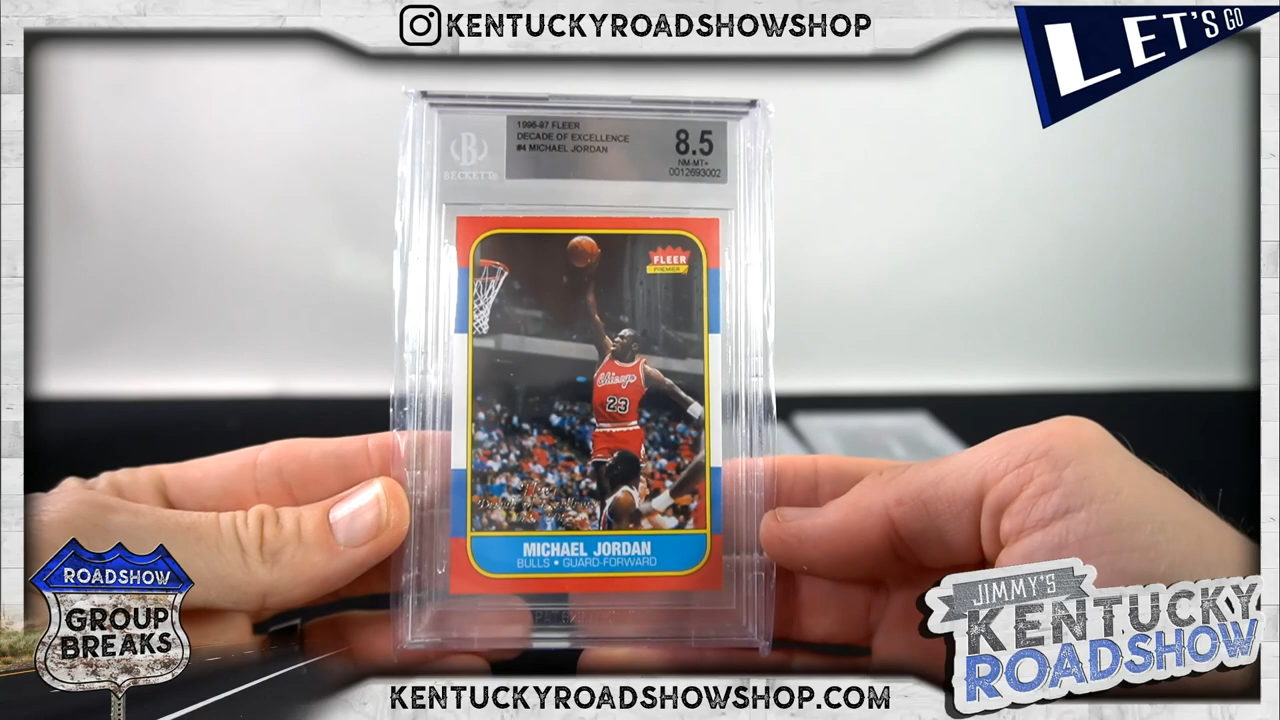 KENTUCKYROADSHOWSHOP
LET'S GO
1996-97 FLEER
DECADE OF EXCELLENCE
#4 MICHAEL JORDAN
8.5
NM-MT+
0012693002
B
BECKETT
FLEER
PREMIER
Chicago
23
MICHAEL JORDAN
BULLS • GUARD-FORWARD
ROADSHOW
GROUP
BREAKS
JIMMY'S
KENTUCKY
ROADSHOW
KENTUCKYROADSHOWSHOP.COM